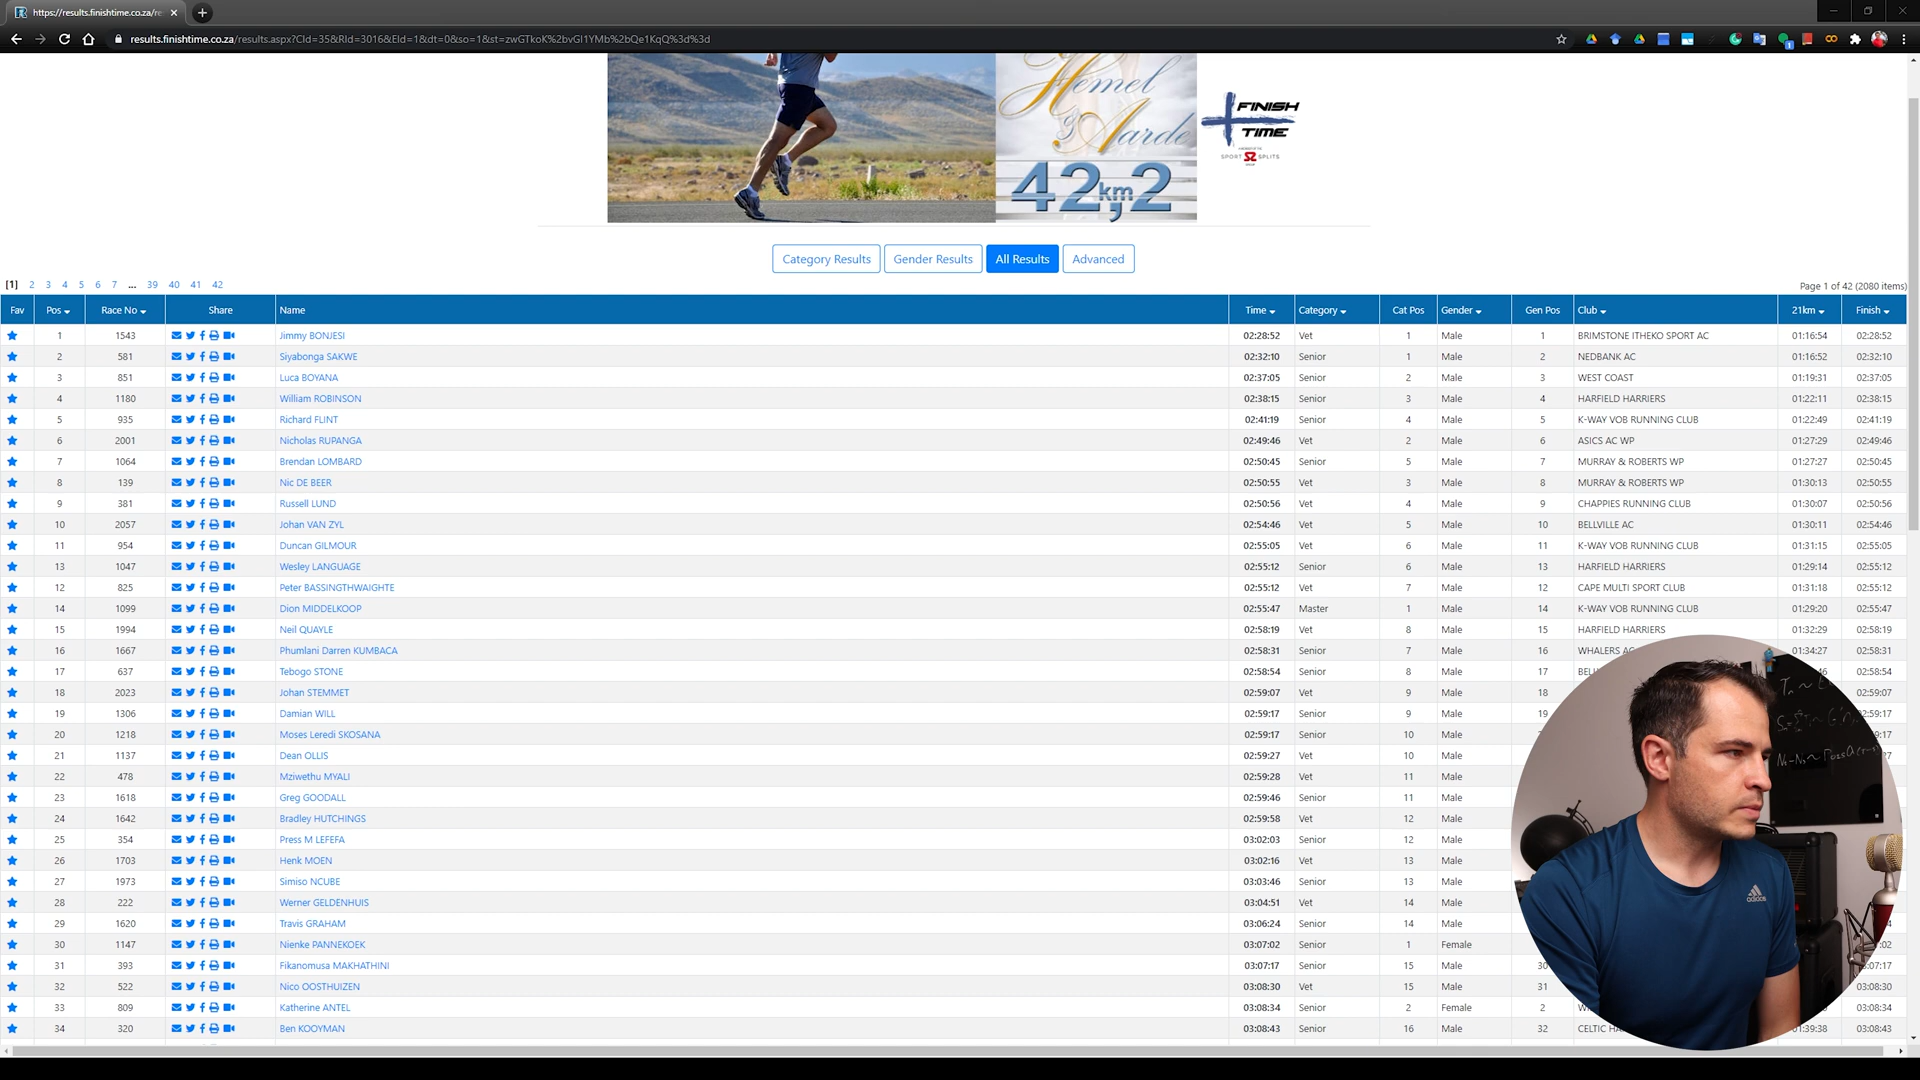 https://results.finishtime.co.za/re
results.finishtime.co.za/results.aspx?CId=35&RId=3016&EId=1&dt=0&so=1&st=zwGTkoK%2bvGI1YMb%2bQe1KqQ%3d%3d
Hemel
& Aarde
42km,2
FINISH
TIME
A MEMBER OF THE
SPORT SPLITS
GROUP
Category Results Gender Results All Results Advanced
[1] 2 3 4 5 6 7 ... 39 40 41 42 Page 1 of 42 (2080 items)
Fav Pos Race No Share Name Time Category Cat Pos Gender Gen Pos Club 21km Finish
1 1543 Jimmy BONJESI 02:28:52 Vet 1 Male 1 BRIMSTONE ITHEKO SPORT AC 01:16:54 02:28:52
2 581 Siyabonga SAKWE 02:32:10 Senior 1 Male 2 NEDBANK AC 01:16:52 02:32:10
3 851 Luca BOYANA 02:37:05 Senior 2 Male 3 WEST COAST 01:19:31 02:37:05
4 1180 William ROBINSON 02:38:15 Senior 3 Male 4 HARFIELD HARRIERS 01:22:11 02:38:15
5 935 Richard FLINT 02:41:19 Senior 4 Male 5 K-WAY VOB RUNNING CLUB 01:22:49 02:41:19
6 2001 Nicholas RUPANGA 02:49:46 Vet 2 Male 6 ASICS AC WP 01:27:29 02:49:46
7 1064 Brendan LOMBARD 02:50:45 Senior 5 Male 7 MURRAY & ROBERTS WP 01:27:27 02:50:45
8 139 Nic DE BEER 02:50:55 Vet 3 Male 8 MURRAY & ROBERTS WP 01:30:13 02:50:55
9 381 Russell LUND 02:50:56 Vet 4 Male 9 CHAPPIES RUNNING CLUB 01:30:07 02:50:56
10 2057 Johan VAN ZYL 02:54:46 Vet 5 Male 10 BELLVILLE AC 01:30:11 02:54:46
11 954 Duncan GILMOUR 02:55:05 Vet 6 Male 11 K-WAY VOB RUNNING CLUB 01:31:15 02:55:05
13 1047 Wesley LANGUAGE 02:55:12 Senior 6 Male 13 HARFIELD HARRIERS 01:29:14 02:55:12
12 825 Peter BASSINGTHWAIGHTE 02:55:12 Vet 7 Male 12 CAPE MULTI SPORT CLUB 01:31:18 02:55:12
14 1099 Dion MIDDELKOOP 02:55:47 Master 1 Male 14 K-WAY VOB RUNNING CLUB 01:29:20 02:55:47
15 1994 Neil QUAYLE 02:58:19 Vet 8 Male 15 HARFIELD HARRIERS 01:32:29 02:58:19
16 1667 Phumlani Darren KUMBACA 02:58:31 Senior 7 Male 16 WHALERS AC 01:34:27 02:58:31
17 637 Tebogo STONE 02:58:54 Senior 8 Male 17 BEL 46 02:58:54
18 2023 Johan STEMMET 02:59:07 Vet 9 Male 18 02:59:07
19 1306 Damian WILL 02:59:17 Senior 9 Male 19 2:59:17
20 1218 Moses Leredi SKOSANA 02:59:17 Senior 10 Male 9:17
21 1137 Dean OLLIS 02:59:27 Vet 10 Male 7
22 478 Mziwethu MYALI 02:59:28 Vet 11 Male
23 1618 Greg GOODALL 02:59:46 Senior 11 Male
24 1642 Bradley HUTCHINGS 02:59:58 Vet 12 Male
25 354 Press M LEFEFA 03:02:03 Senior 12 Male
26 1703 Henk MOEN 03:02:16 Vet 13 Male
27 1973 Simiso NCUBE 03:03:46 Senior 13 Male
28 222 Werner GELDENHUIS 03:04:51 Vet 14 Male
29 1620 Travis GRAHAM 03:06:24 Senior 14 Male 4
30 1147 Nienke PANNEKOEK 03:07:02 Senior 1 Female 7:02
31 393 Fikanomusa MAKHATHINI 03:07:17 Senior 15 Male 30 03:07:17
32 522 Nico OOSTHUIZEN 03:08:30 Vet 15 Male 31 03:08:30
33 809 Katherine ANTEL 03:08:34 Senior 2 Female 2 03:08:34
34 320 Ben KOOYMAN 03:08:43 Senior 16 Male 32 CELTIC HA 01:39:38 03:08:43
adidas